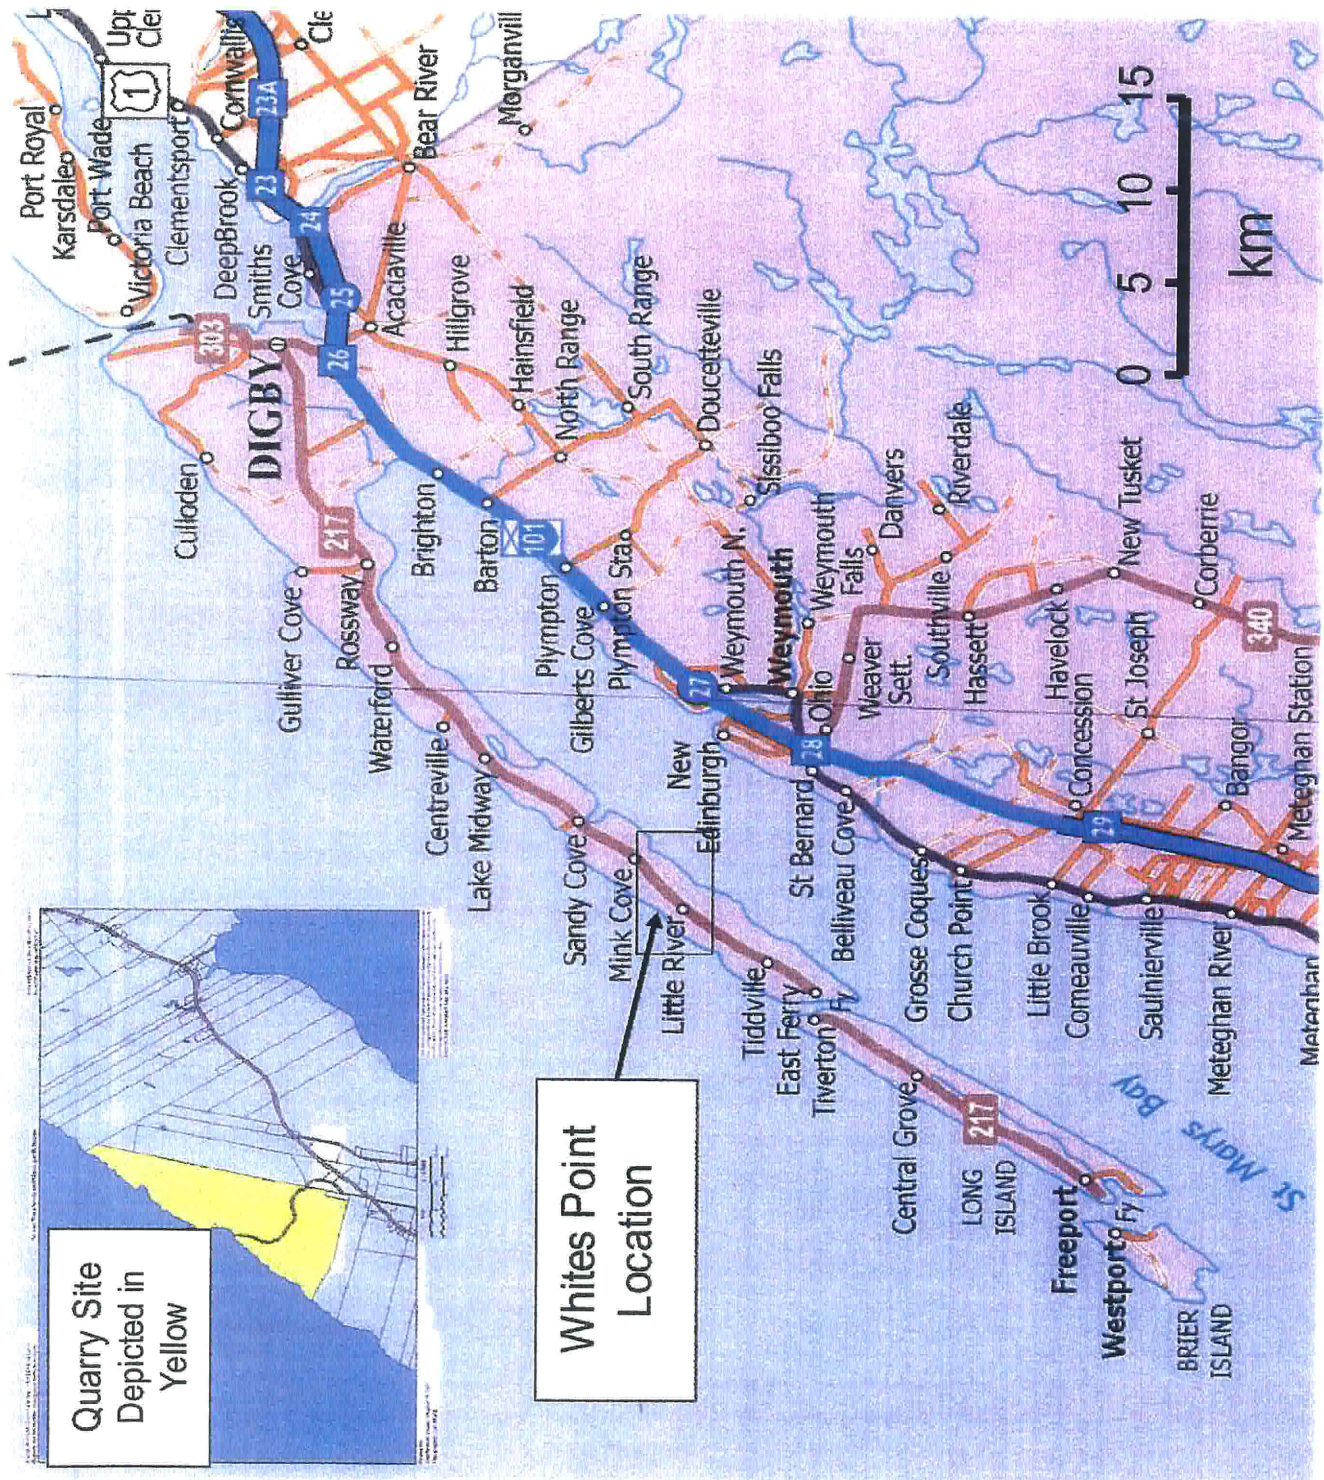 Port Royal
Karsdale
Port Wade
Victoria Beach
Clementsport
1
Upp
Cle
Cornwallis
Cle
23A
DeepBrook
23
24
Smiths
Cove
25
Bear River
Morganvill
303
DIGBY
26
Acaciaville
Hillgrove
Hainsfield
North Range
South Range
Doucetteville
Culloden
217
Gulliver Cove
Rossway
Waterford
Centreville
Lake Midway
Sandy Cove
Mink Cove
Little River
Tiddville
East Ferry
Fy
Tiverton
Central Grove
217
LONG
ISLAND
Freeport
Westport
Fy
BRIER
ISLAND
Brighton
Barton
101
Plympton
Gilberts Cove
Plympton Sta
27
Weymouth N.
Weymouth
Sissiboo Falls
Weymouth
Falls
Danvers
Riverdale
New
Edinburgh
Ohio
28
Weaver
Sett.
Southville
Hassett
Havelock
New Tusket
Corberrie
340
St Bernard
Belliveau Cove
Grosse Coques
Church Point
Little Brook
Comeauville
Saulnierville
Meteghan River
Meteghan
Concession
29
St Joseph
Bangor
Meteghan Station
St Marys Bay
0 5 10 15
km
Quarry Site
Depicted in
Yellow
Whites Point
Location